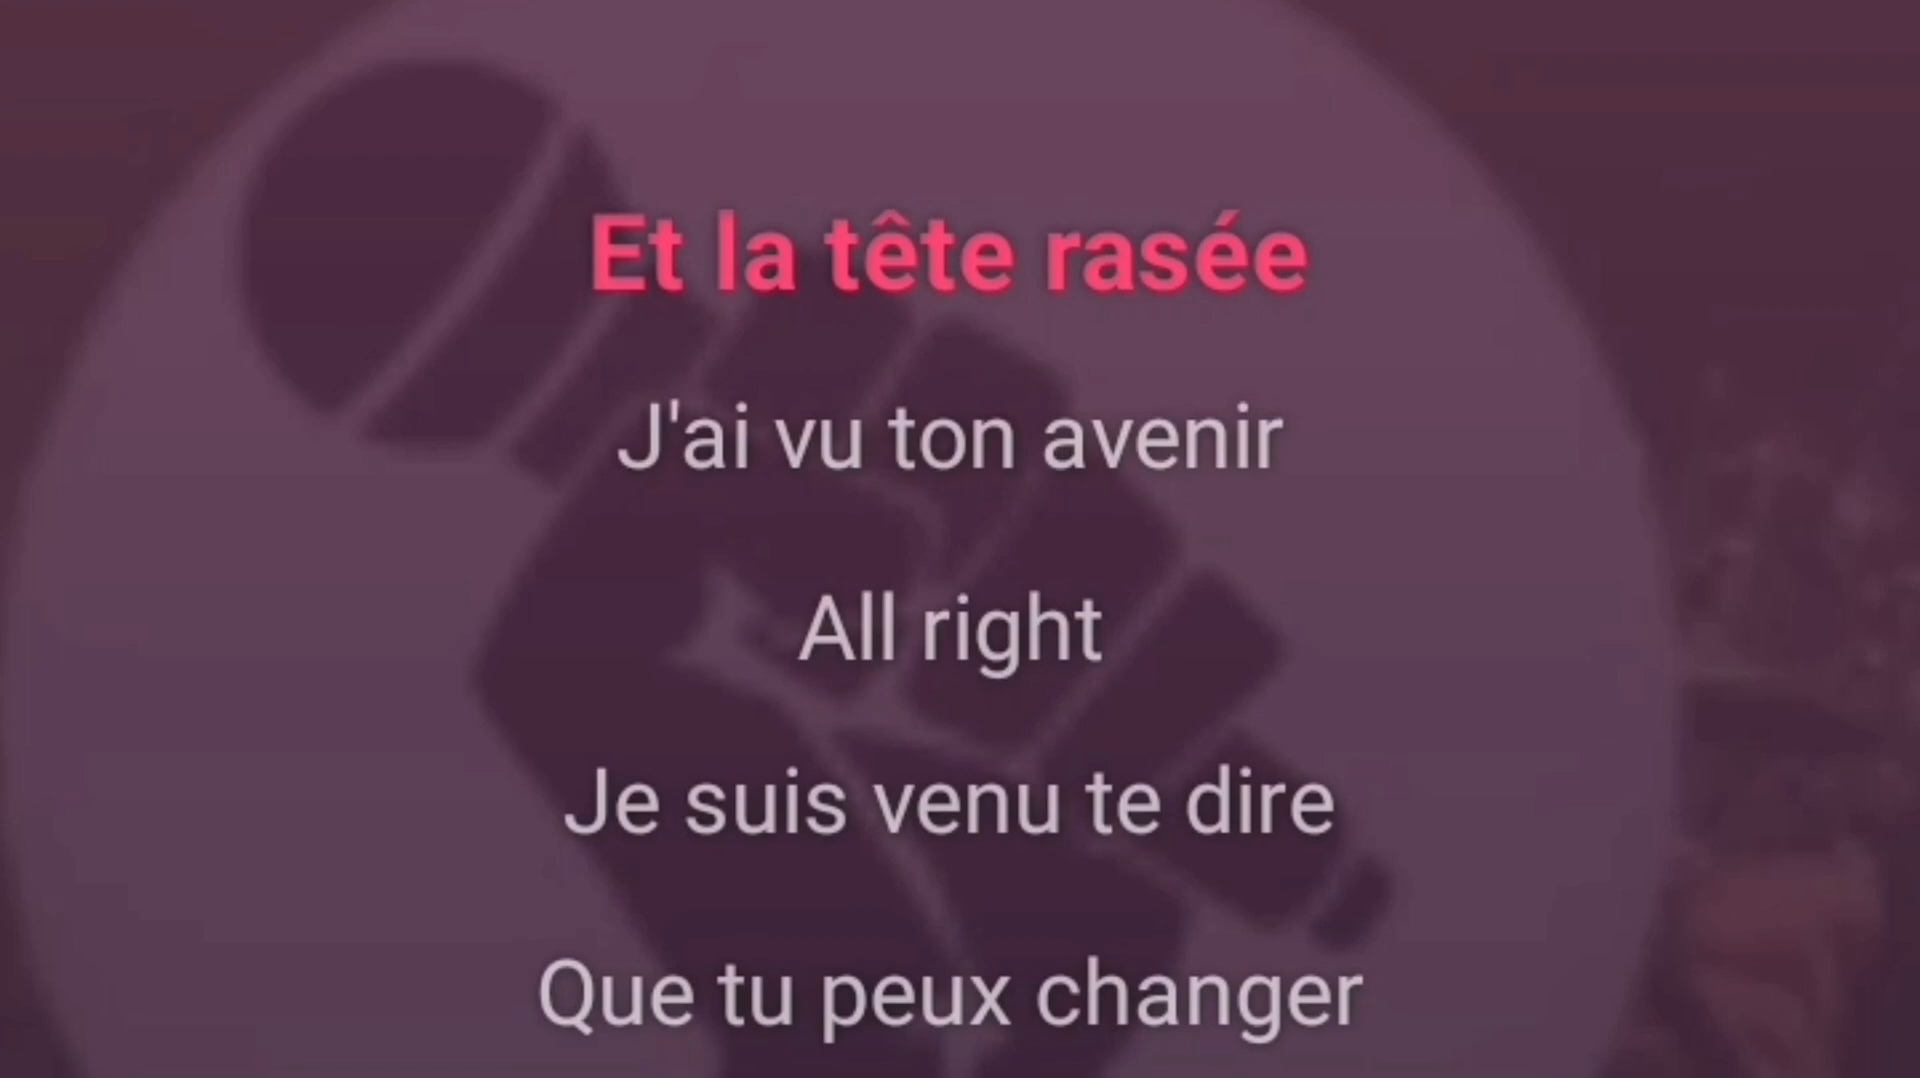 Et la tête rasée
J'ai vu ton avenir
All right
Je suis venu te dire
Que tu peux changer